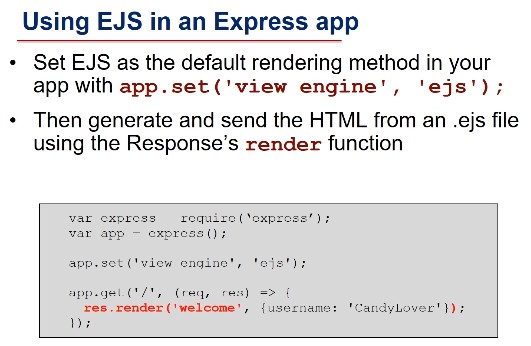 Using EJS in an Express app
• Set EJS as the default rendering method in your
app with app.set('view engine', 'ejs');
• Then generate and send the HTML from an .ejs file
using the Response's render function
var express = require('express');
var app = express();
app.set('view engine', 'ejs');
app.get('/', (req, res) => {
res.render('welcome', {username: 'CandyLover'});
});